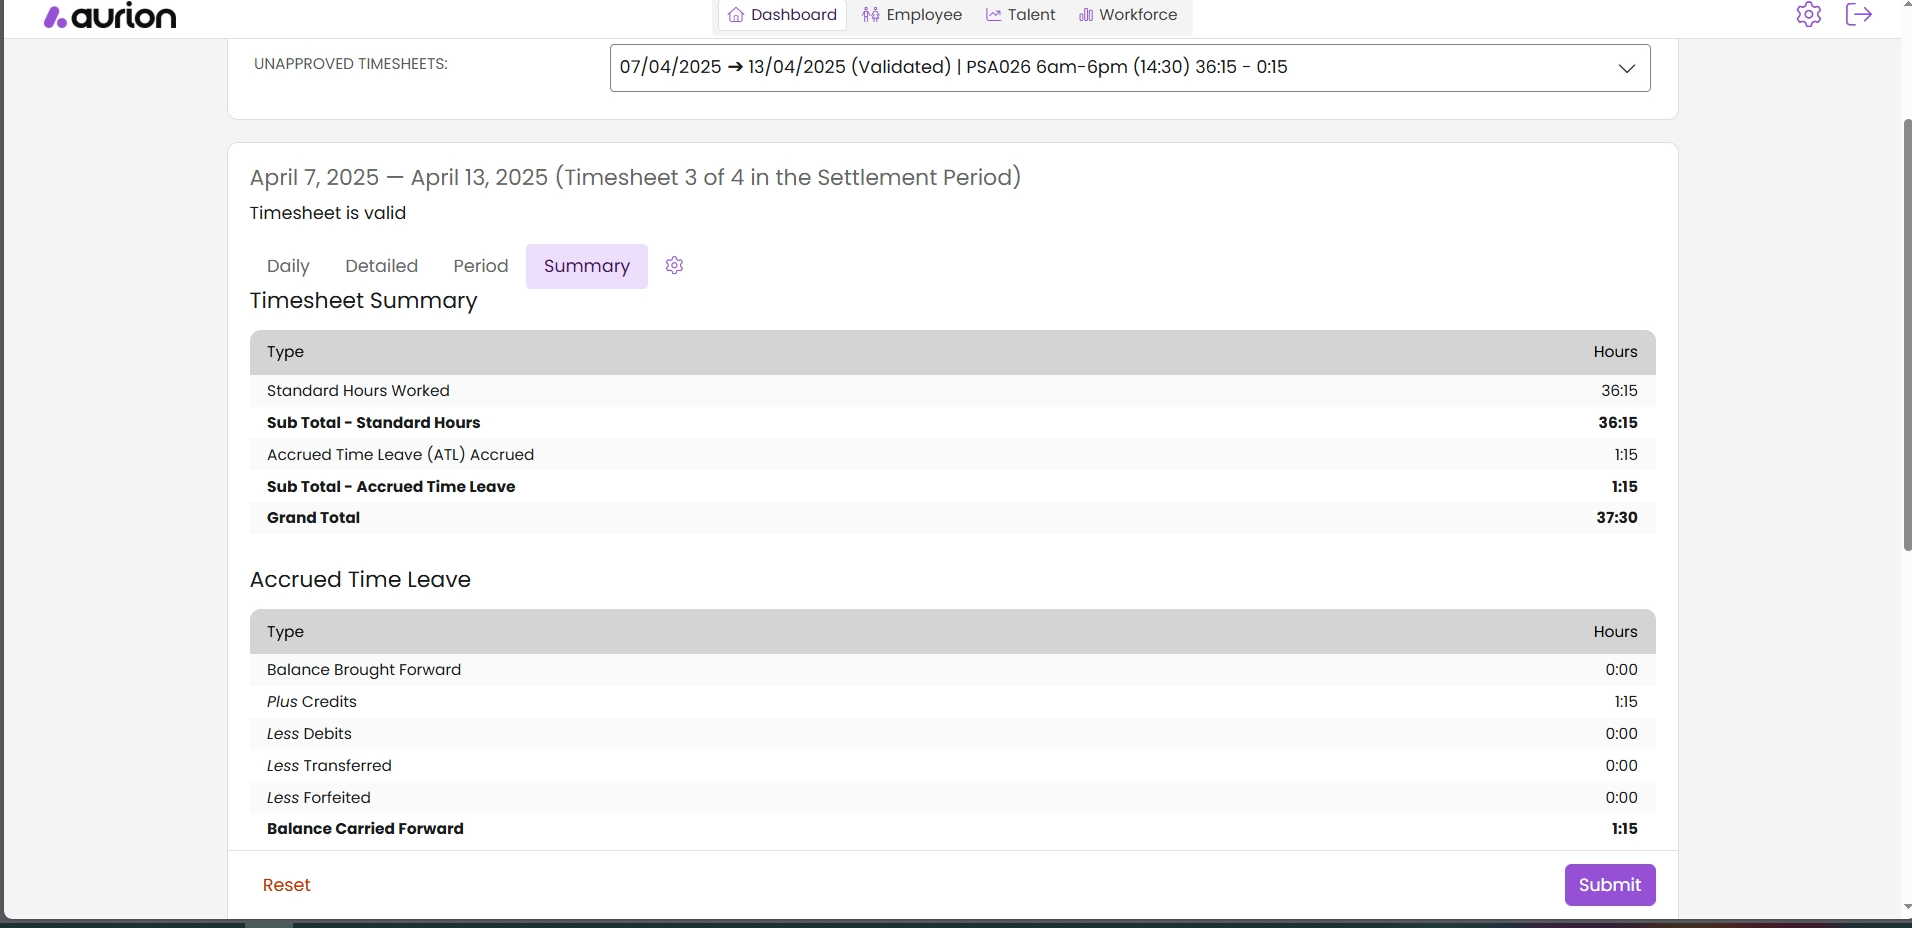 aurion
Dashboard Employee Talent Workforce
UNAPPROVED TIMESHEETS: 07/04/2025 ➔ 13/04/2025 (Validated) | PSA026 6am-6pm (14:30) 36:15 - 0:15
April 7, 2025 — April 13, 2025 (Timesheet 3 of 4 in the Settlement Period)
Timesheet is valid
Daily Detailed Period Summary
Timesheet Summary
Type Hours
Standard Hours Worked 36:15
Sub Total - Standard Hours 36:15
Accrued Time Leave (ATL) Accrued 1:15
Sub Total - Accrued Time Leave 1:15
Grand Total 37:30
Accrued Time Leave
Type Hours
Balance Brought Forward 0:00
Plus Credits 1:15
Less Debits 0:00
Less Transferred 0:00
Less Forfeited 0:00
Balance Carried Forward 1:15
Reset Submit